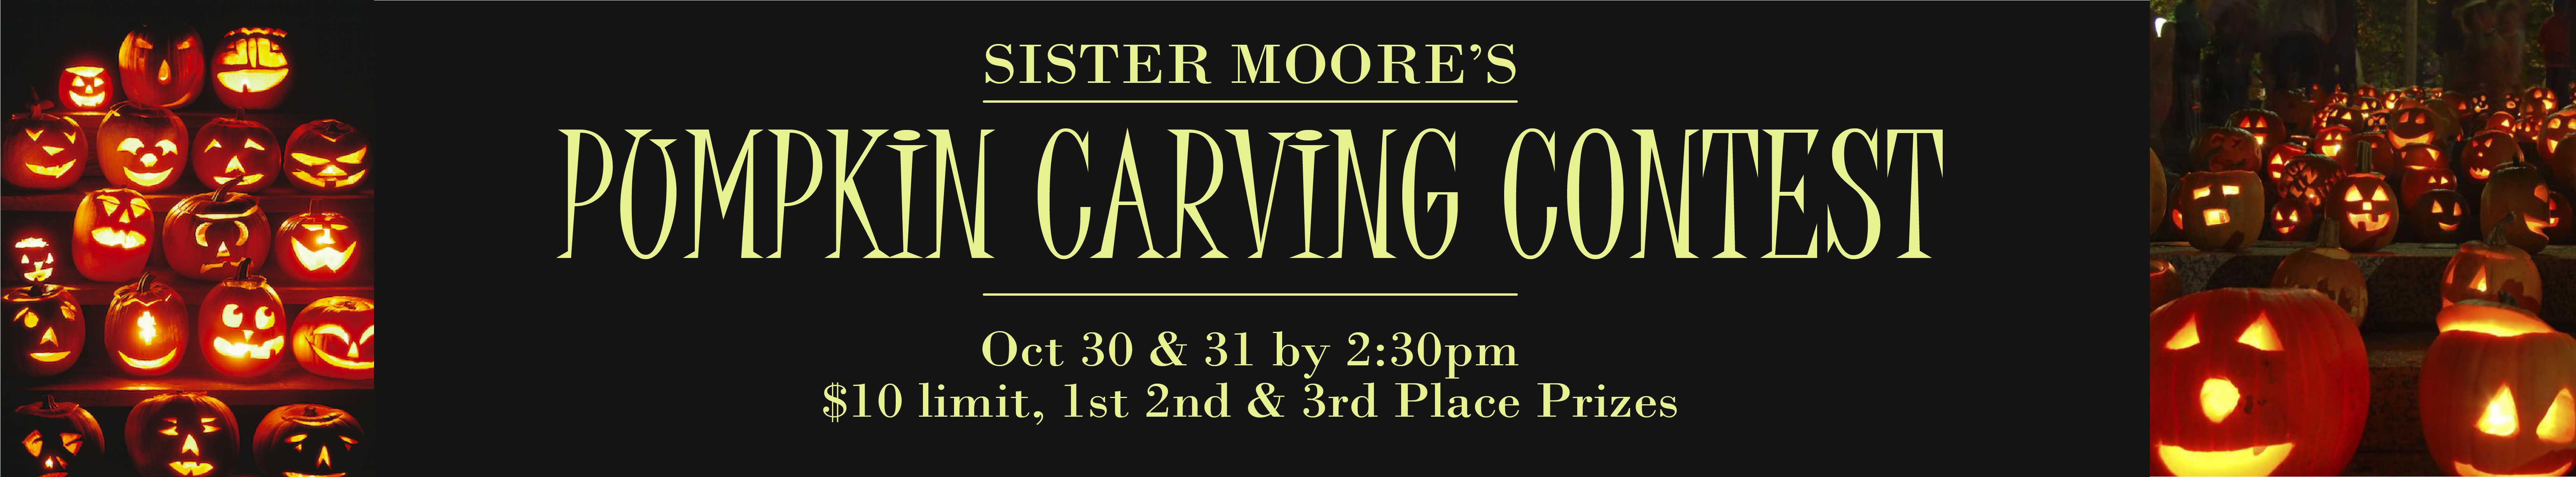 SISTER MOORE’S
PUMPKIN CARVING CONTEST
Oct 30 & 31 by 2:30pm
$10 limit, 1st 2nd & 3rd Place Prizes